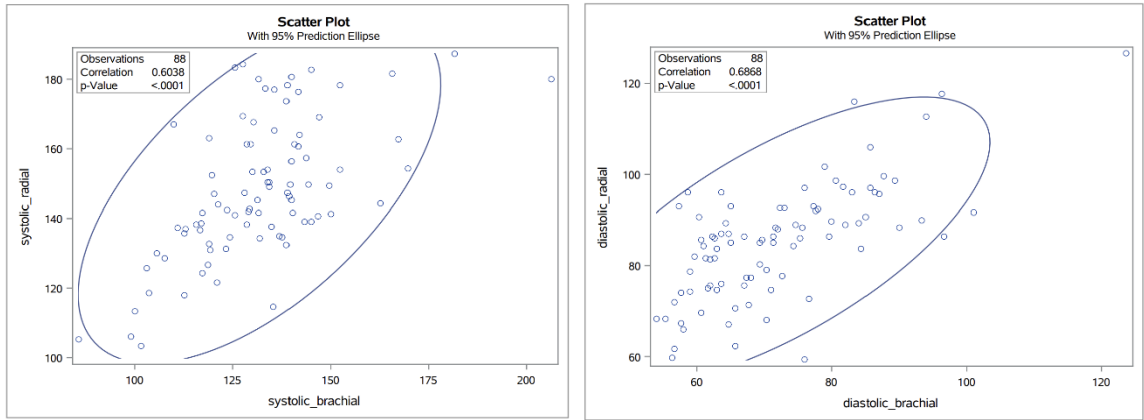 Scatter Plot
With 95% Prediction Ellipse
Observations 88
Correlation 0.6038
p-Value <.0001
180
160
140
120
100
systolic_radial
100 125 150 175 200
systolic_brachial
Scatter Plot
With 95% Prediction Ellipse
Observations 88
Correlation 0.6868
p-Value <.0001
120
100
80
60
diastolic_radial
60 80 100 120
diastolic_brachial